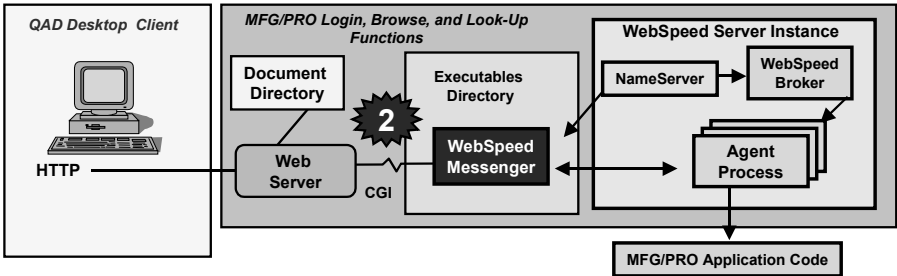 QAD Desktop Client
HTTP
MFG/PRO Login, Browse, and Look-Up
Functions
Document
Directory
Web
Server
2
CGI
Executables
Directory
WebSpeed
Messenger
WebSpeed Server Instance
NameServer
WebSpeed
Broker
Agent
Process
MFG/PRO Application Code